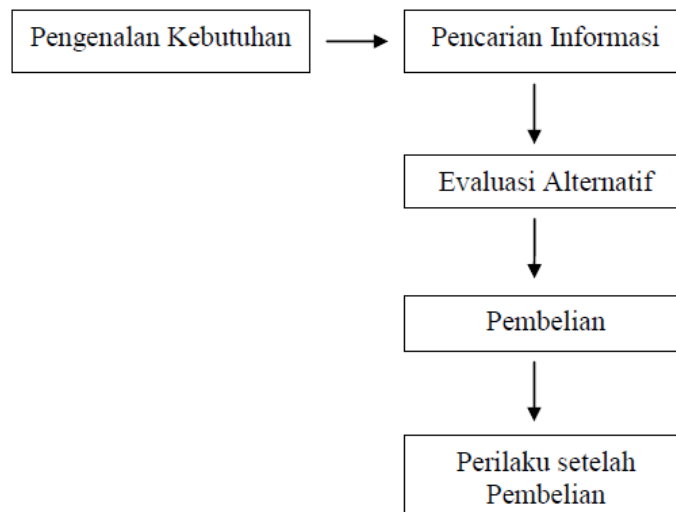 Pengenalan Kebutuhan
Pencarian Informasi
Evaluasi Alternatif
Pembelian
Perilaku setelah
Pembelian